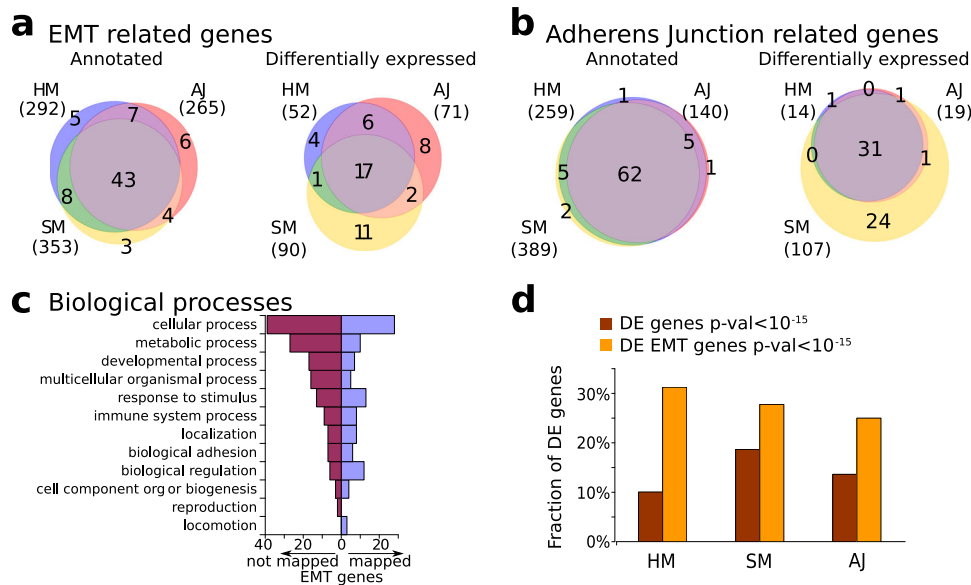 a EMT related genes
Annotated
HM
(292)
AJ
(265)
5
7
6
43
8
4
3
SM
(353)
Differentially expressed
HM
(52)
AJ
(71)
4
6
8
1
17
2
11
SM
(90)
b Adherens Junction related genes
Annotated
HM
(259)
AJ
(140)
1
5
1
62
5
2
SM
(389)
Differentially expressed
HM
(14)
AJ
(19)
1
0
1
31
0
1
24
SM
(107)
c Biological processes
cellular process
metabolic process
developmental process
multicellular organismal process
response to stimulus
immune system process
localization
biological adhesion
biological regulation
cell component org or biogenesis
reproduction
locomotion
40 20 0 20
not mapped mapped
EMT genes
d
DE genes p-val<10⁻¹⁵
DE EMT genes p-val<10⁻¹⁵
Fraction of DE genes
30%
20%
10%
HM SM AJ